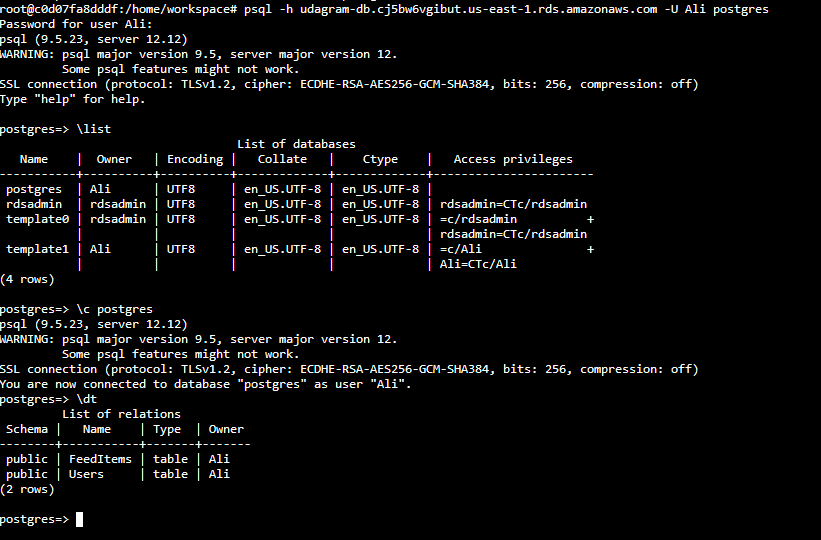 root@c0d07fa8dddf:/home/workspace# psql -h udagram-db.cj5bw6vgibut.us-east-1.rds.amazonaws.com -U Ali postgres
Password for user Ali:
psql (9.5.23, server 12.12)
WARNING: psql major version 9.5, server major version 12.
         Some psql features might not work.
SSL connection (protocol: TLSv1.2, cipher: ECDHE-RSA-AES256-GCM-SHA384, bits: 256, compression: off)
Type "help" for help.

postgres=> \list
                                List of databases
   Name    |  Owner   | Encoding |   Collate   |    Ctype    |   Access privileges
-----------+----------+----------+-------------+-------------+-----------------------
 postgres  | Ali      | UTF8     | en_US.UTF-8 | en_US.UTF-8 |
 rdsadmin  | rdsadmin | UTF8     | en_US.UTF-8 | en_US.UTF-8 | rdsadmin=CTc/rdsadmin
 template0 | rdsadmin | UTF8     | en_US.UTF-8 | en_US.UTF-8 | =c/rdsadmin          +
           |          |          |             |             | rdsadmin=CTc/rdsadmin
 template1 | Ali      | UTF8     | en_US.UTF-8 | en_US.UTF-8 | =c/Ali               +
           |          |          |             |             | Ali=CTc/Ali
(4 rows)

postgres=> \c postgres
psql (9.5.23, server 12.12)
WARNING: psql major version 9.5, server major version 12.
         Some psql features might not work.
SSL connection (protocol: TLSv1.2, cipher: ECDHE-RSA-AES256-GCM-SHA384, bits: 256, compression: off)
You are now connected to database "postgres" as user "Ali".
postgres=> \dt
         List of relations
 Schema |   Name    | Type  | Owner
--------+-----------+-------+-------
 public | FeedItems | table | Ali
 public | Users     | table | Ali
(2 rows)

postgres=>